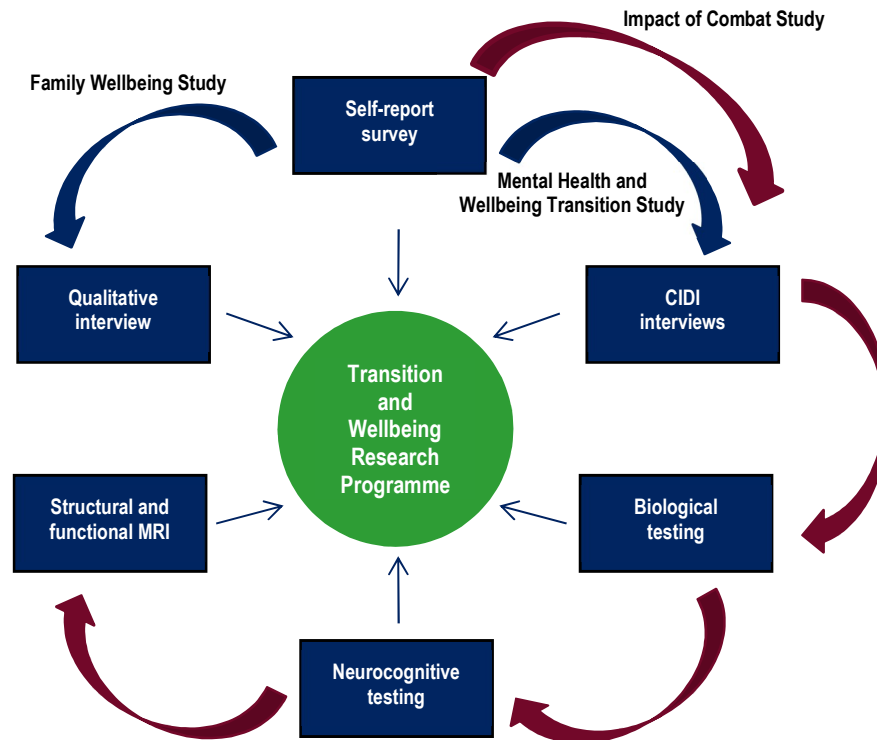 Impact of Combat Study
Family Wellbeing Study
Self-report
survey
Mental Health and
Wellbeing Transition Study
Qualitative
interview
CIDI
interviews
Transition
and
Wellbeing
Research
Programme
Structural and
functional MRI
Biological
testing
Neurocognitive
testing